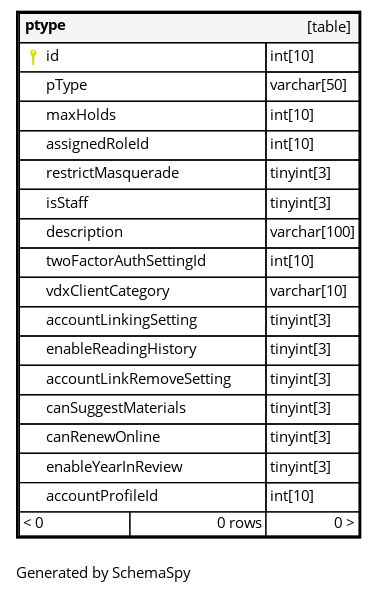 ptype [table]
id int[10]
pType varchar[50]
maxHolds int[10]
assignedRoleId int[10]
restrictMasquerade tinyint[3]
isStaff tinyint[3]
description varchar[100]
twoFactorAuthSettingId int[10]
vdxClientCategory varchar[10]
accountLinkingSetting tinyint[3]
enableReadingHistory tinyint[3]
accountLinkRemoveSetting tinyint[3]
canSuggestMaterials tinyint[3]
canRenewOnline tinyint[3]
enableYearInReview tinyint[3]
accountProfileId int[10]
< 0 0 rows 0 >
Generated by SchemaSpy